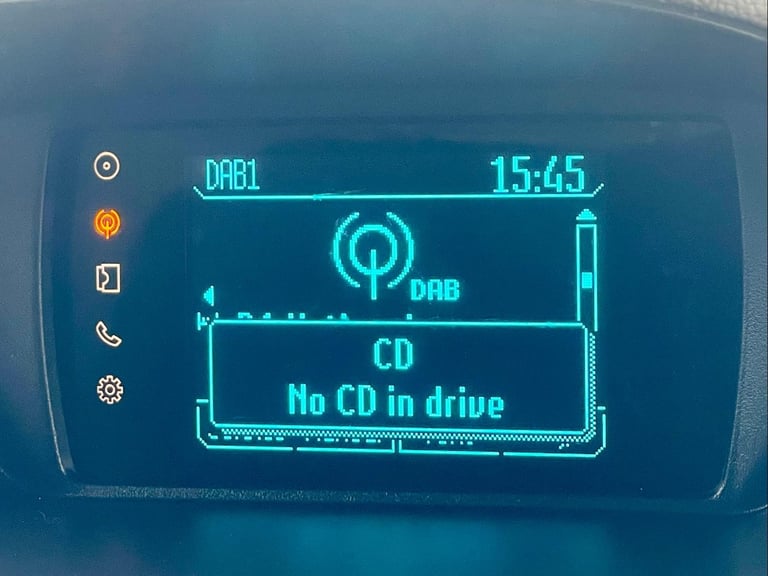 DAB1 15:45
DAB
CD
No CD in drive